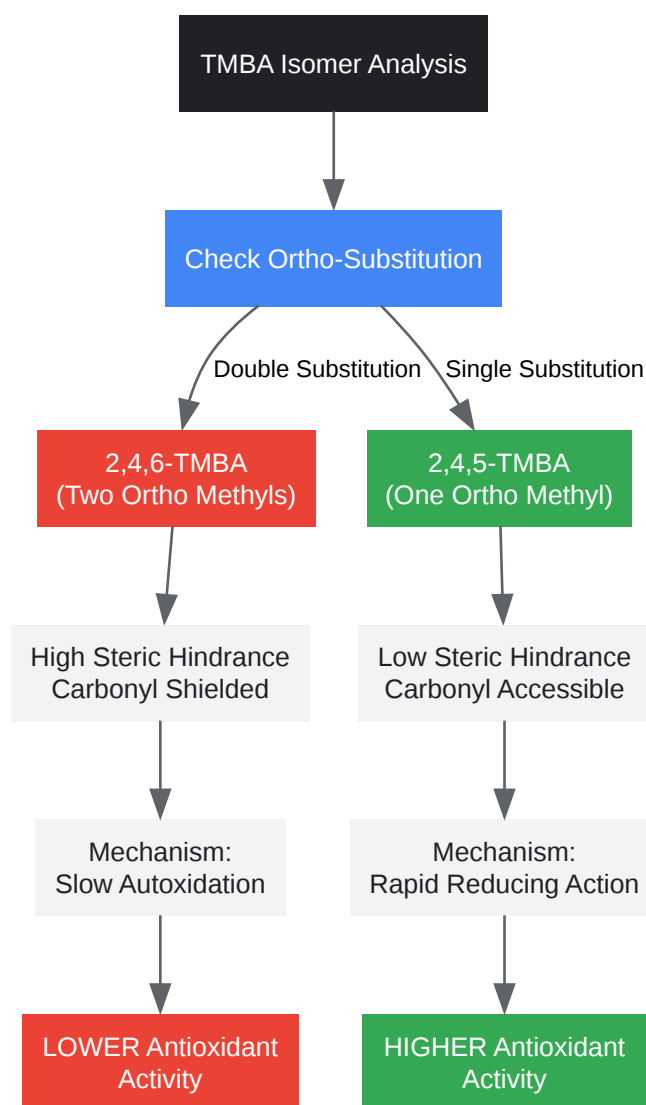 TMBA Isomer Analysis
Check Ortho-Substitution
Double Substitution
Single Substitution
2,4,6-TMBA
(Two Ortho Methyls)
2,4,5-TMBA
(One Ortho Methyl)
High Steric Hindrance
Carbonyl Shielded
Low Steric Hindrance
Carbonyl Accessible
Mechanism:
Slow Autoxidation
Mechanism:
Rapid Reducing Action
LOWER Antioxidant
Activity
HIGHER Antioxidant
Activity